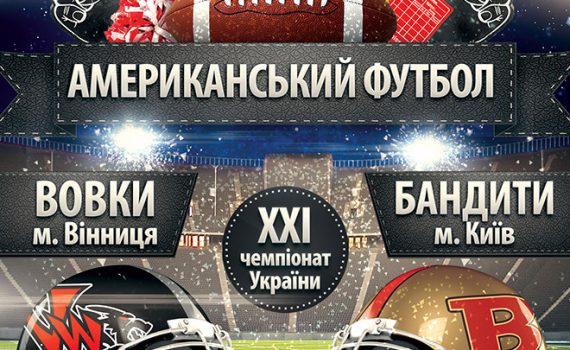 АМЕРИКАНСЬКИЙ ФУТБОЛ
ВОВКИ
м. Вінниця
XXI
чемпіонат
України
БАНДИТИ
м. Київ
W
B